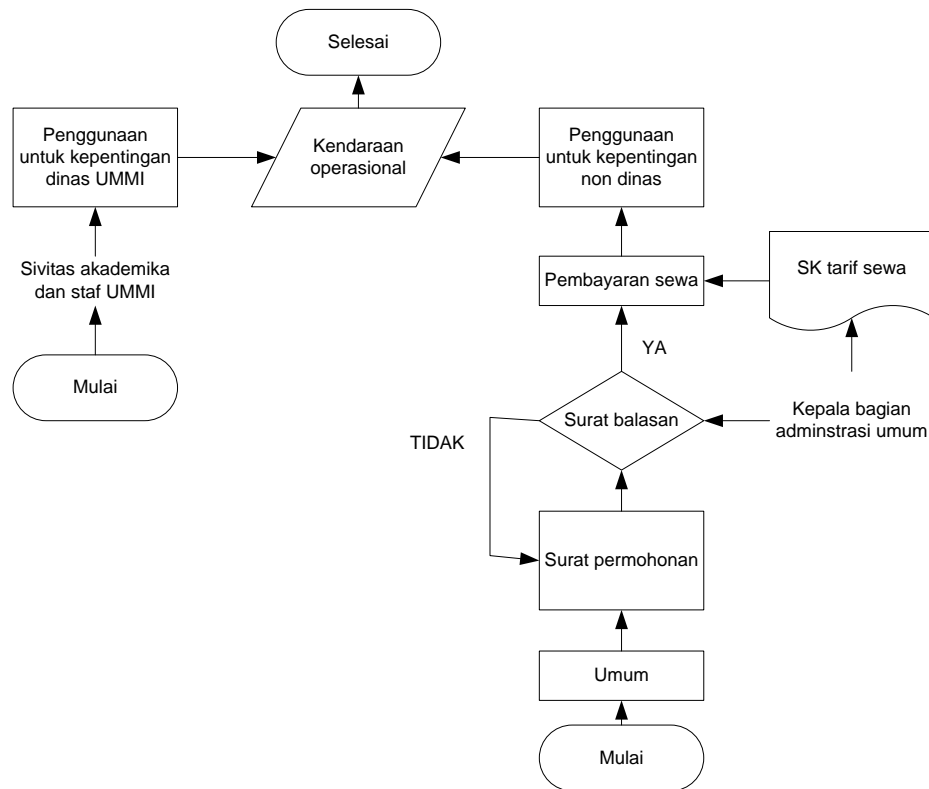 Selesai
Penggunaan
untuk kepentingan
dinas UMMI
Kendaraan
operasional
Penggunaan
untuk kepentingan
non dinas
Sivitas akademika
dan staf UMMI
Pembayaran sewa
SK tarif sewa
YA
Mulai
Surat balasan
Kepala bagian
adminstrasi umum
TIDAK
Surat permohonan
Umum
Mulai